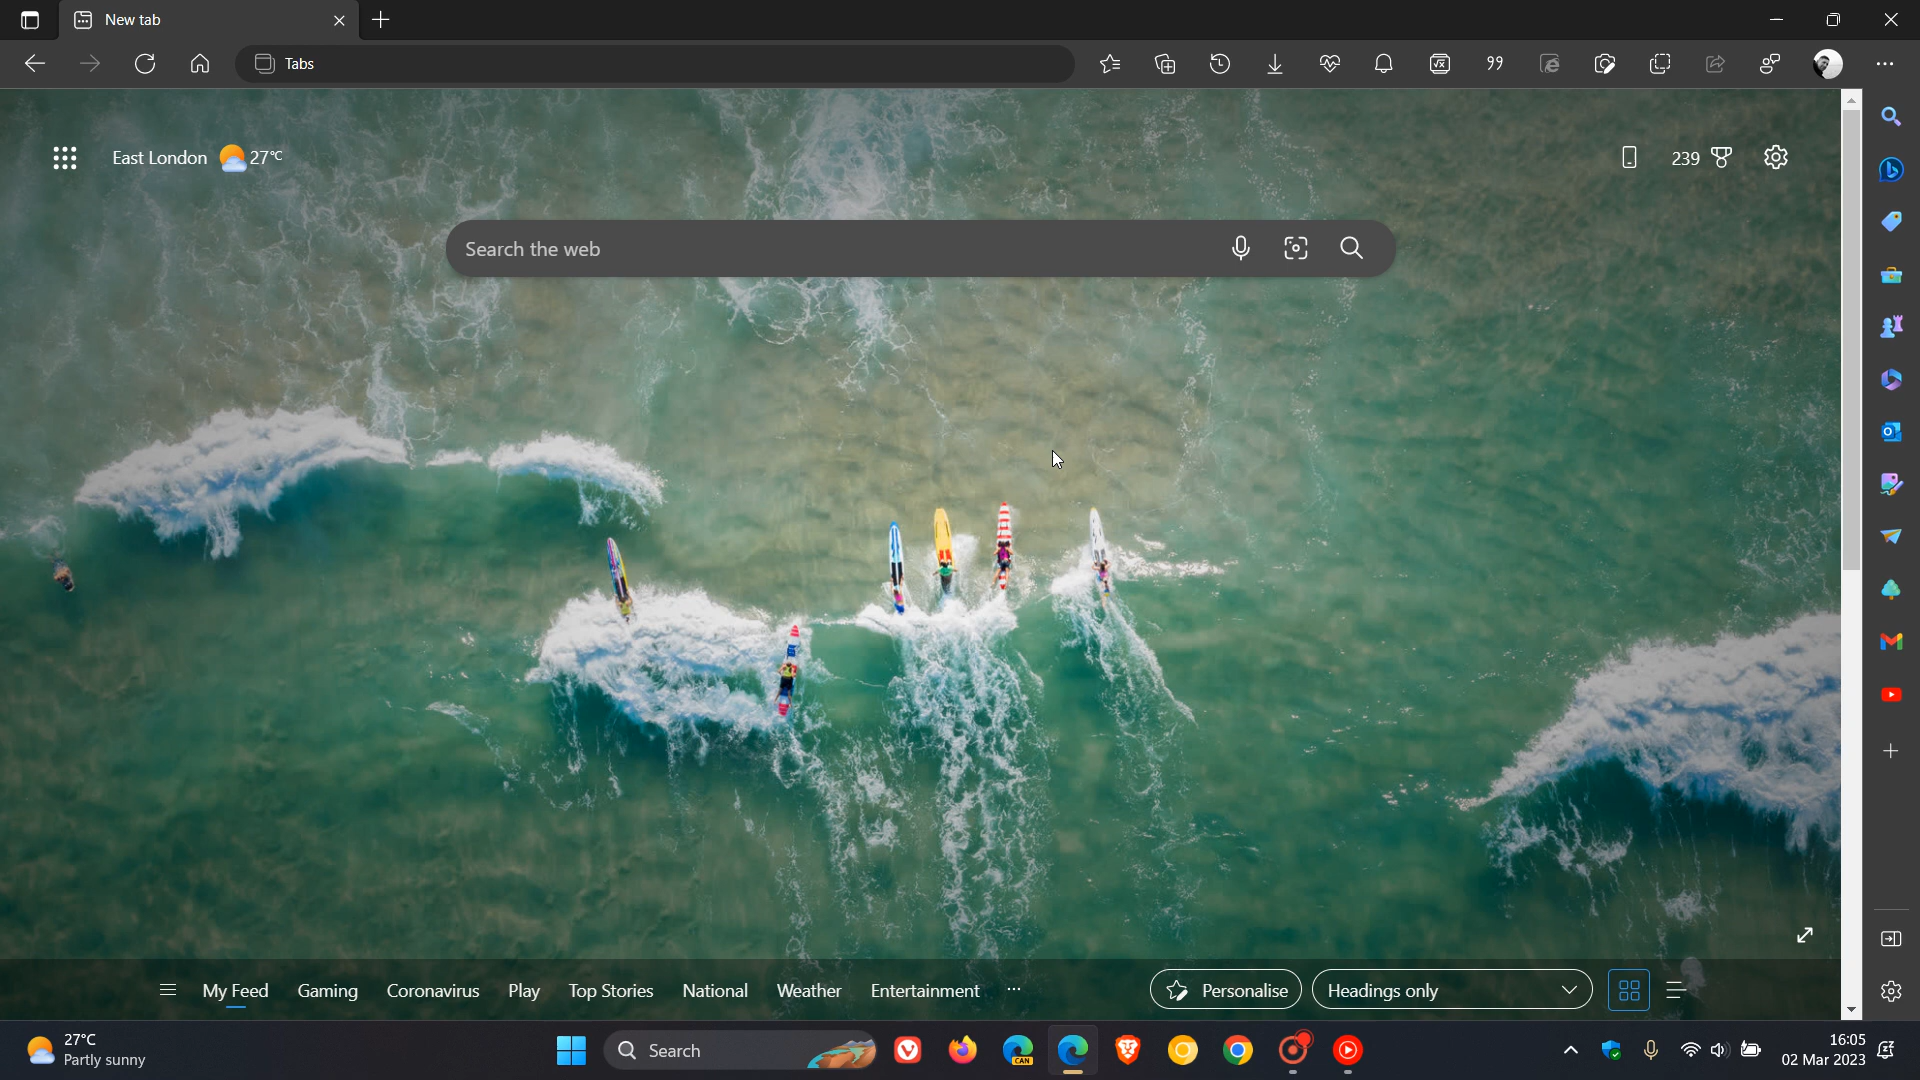 New tab
Tabs
East London 27°C
239
Search the web
My Feed Gaming Coronavirus Play Top Stories National Weather Entertainment ... Personalise Headings only
27°C
Partly sunny
Search
CAN
16:05
02 Mar 2023